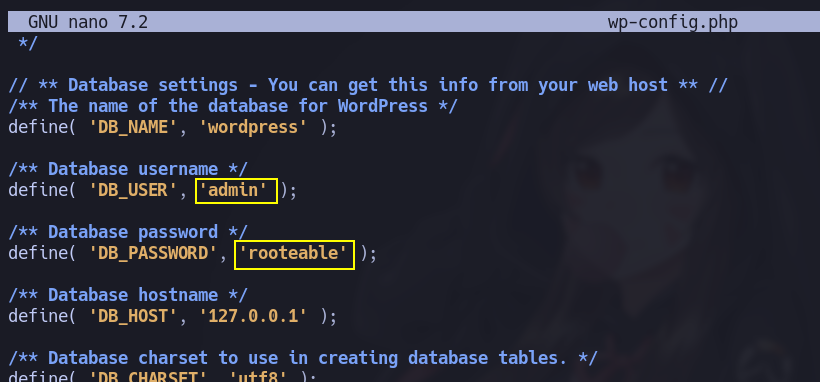 GNU nano 7.2 wp-config.php
*/
// ** Database settings - You can get this info from your web host ** //
/** The name of the database for WordPress */
define( 'DB_NAME', 'wordpress' );
/** Database username */
define( 'DB_USER', 'admin' );
/** Database password */
define( 'DB_PASSWORD', 'rooteable' );
/** Database hostname */
define( 'DB_HOST', '127.0.0.1' );
/** Database charset to use in creating database tables. */
define( 'DB_CHARSET', 'utf8' );